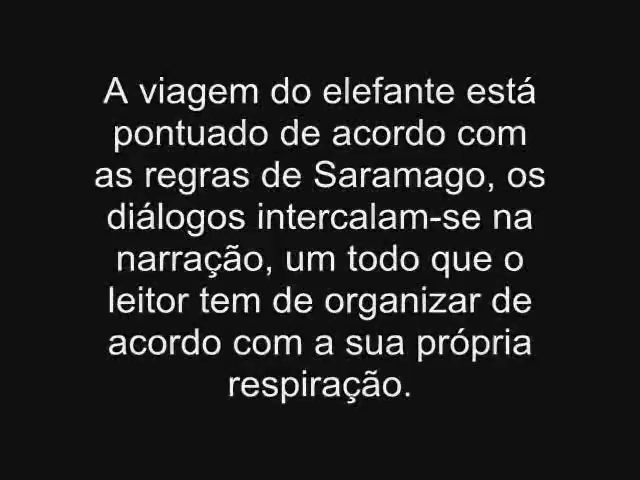 A viagem do elefante está
pontuado de acordo com
as regras de Saramago, os
diálogos intercalam-se na
narração, um todo que o
leitor tem de organizar de
acordo com a sua própria
respiração.